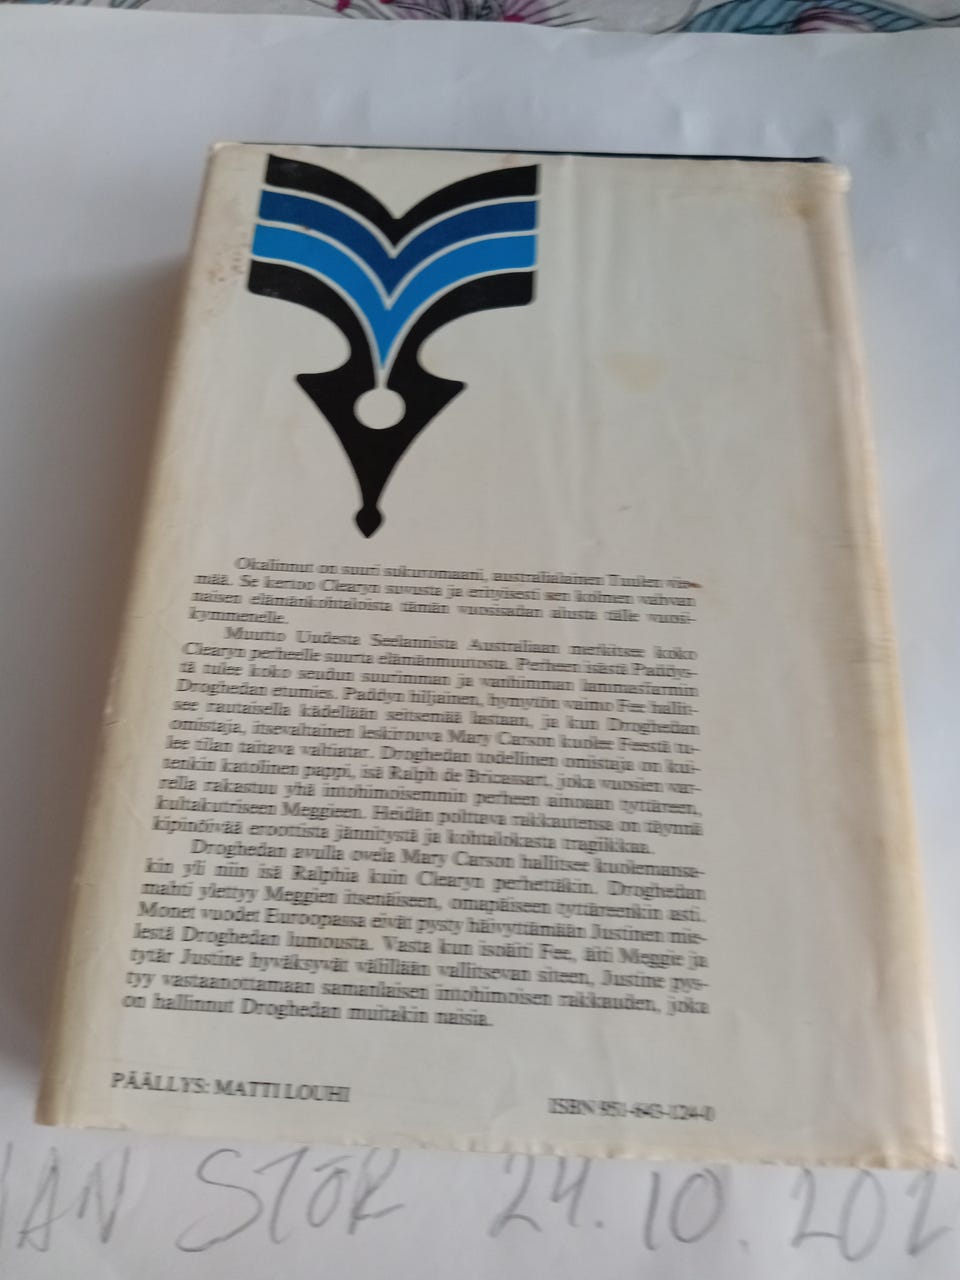 Okalinnut on suuri sukuromaani, australialainen Tuulen vie-
mää. Se kertoo Clearyn suvusta ja erityisesti sen kolmen vahvan
naisen elämänkohtaloista tämän vuosisadan alusta tälle vuosi-
kymmenelle.
Muutto Uudesta Seelannista Australiaan merkitsee koko
Clearyn perheelle suurta elämänmuutosta. Perheen isästä Paddys-
tä tulee koko seudun suurimman ja vanhimman lammasfarmin
Droghedan etumies. Paddyn hiljainen, hymytön vaimo Fee hallit-
see rautaisella kädellään seitsemää lastaan, ja kun Droghedan
omistaja, itsevaltainen leskirouva Mary Carson kuolee Feestä tu-
lee tilan taitava valtiatar. Droghedan todellinen omistaja on kui-
tenkin katolinen pappi, isä Ralph de Bricassart, joka vuosien var-
rella rakastuu yhä intohimoisemmin perheen ainoaan tyttäreen,
kultakutriseen Meggieen. Heidän polttava rakkautensa on täynnä
kipinöivää eroottista jännitystä ja kohtalokasta tragiikkaa.
Droghedan avulla ovela Mary Carson hallitsee kuolemansa-
kin yli niin isä Ralphia kuin Clearyn perhettäkin. Droghedan
mahti ylettyy Meggien itsenäiseen, omapäiseen tyttäreenkin asti.
Monet vuodet Euroopassa eivät pysty häivyttämään Justinen mie-
lestä Droghedan lumousta. Vasta kun isoäiti Fee, äiti Meggie ja
tytär Justine hyväksyvät välillään vallitsevan siteen, Justine pys-
tyy vastaanottamaan samanlaisen intohimoisen rakkauden, joka
on hallinnut Droghedan muitakin naisia.
PÄÄLLYS: MATTI LOUHI
ISBN 951-643-124-0
STÖR 24.10.202